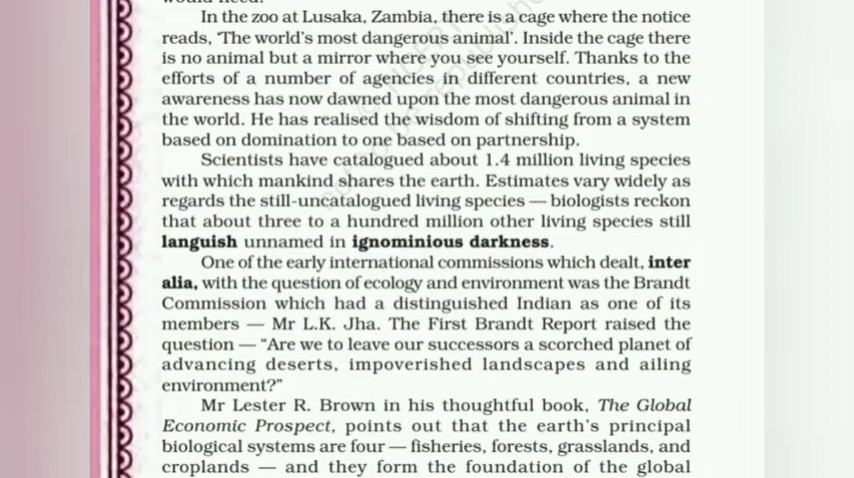 In the zoo at Lusaka, Zambia, there is a cage where the notice
reads, 'The world's most dangerous animal'. Inside the cage there
is no animal but a mirror where you see yourself. Thanks to the
efforts of a number of agencies in different countries, a new
awareness has now dawned upon the most dangerous animal in
the world. He has realised the wisdom of shifting from a system
based on domination to one based on partnership.
Scientists have catalogued about 1.4 million living species
with which mankind shares the earth. Estimates vary widely as
regards the still-uncatalogued living species — biologists reckon
that about three to a hundred million other living species still
languish unnamed in ignominious darkness.
One of the early international commissions which dealt, inter
alia, with the question of ecology and environment was the Brandt
Commission which had a distinguished Indian as one of its
members — Mr L.K. Jha. The First Brandt Report raised the
question — “Are we to leave our successors a scorched planet of
advancing deserts, impoverished landscapes and ailing
environment?”
Mr Lester R. Brown in his thoughtful book, The Global
Economic Prospect, points out that the earth's principal
biological systems are four — fisheries, forests, grasslands, and
croplands — and they form the foundation of the global